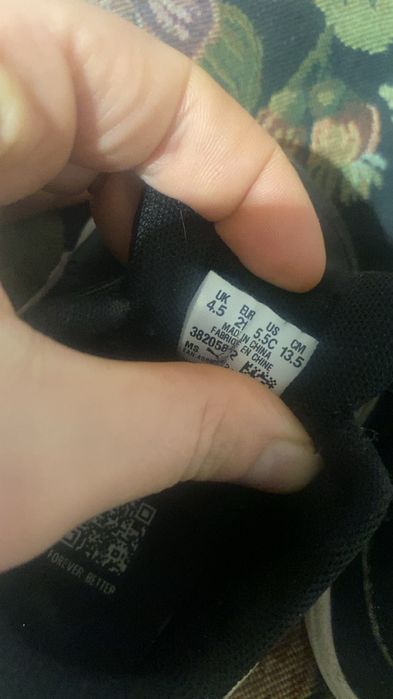 UK EUR US CM
4.5 21 5.5C 13.5
MADE IN CHINA
FABRIQUÉ EN CHINE
MS
FOREVER BETTER